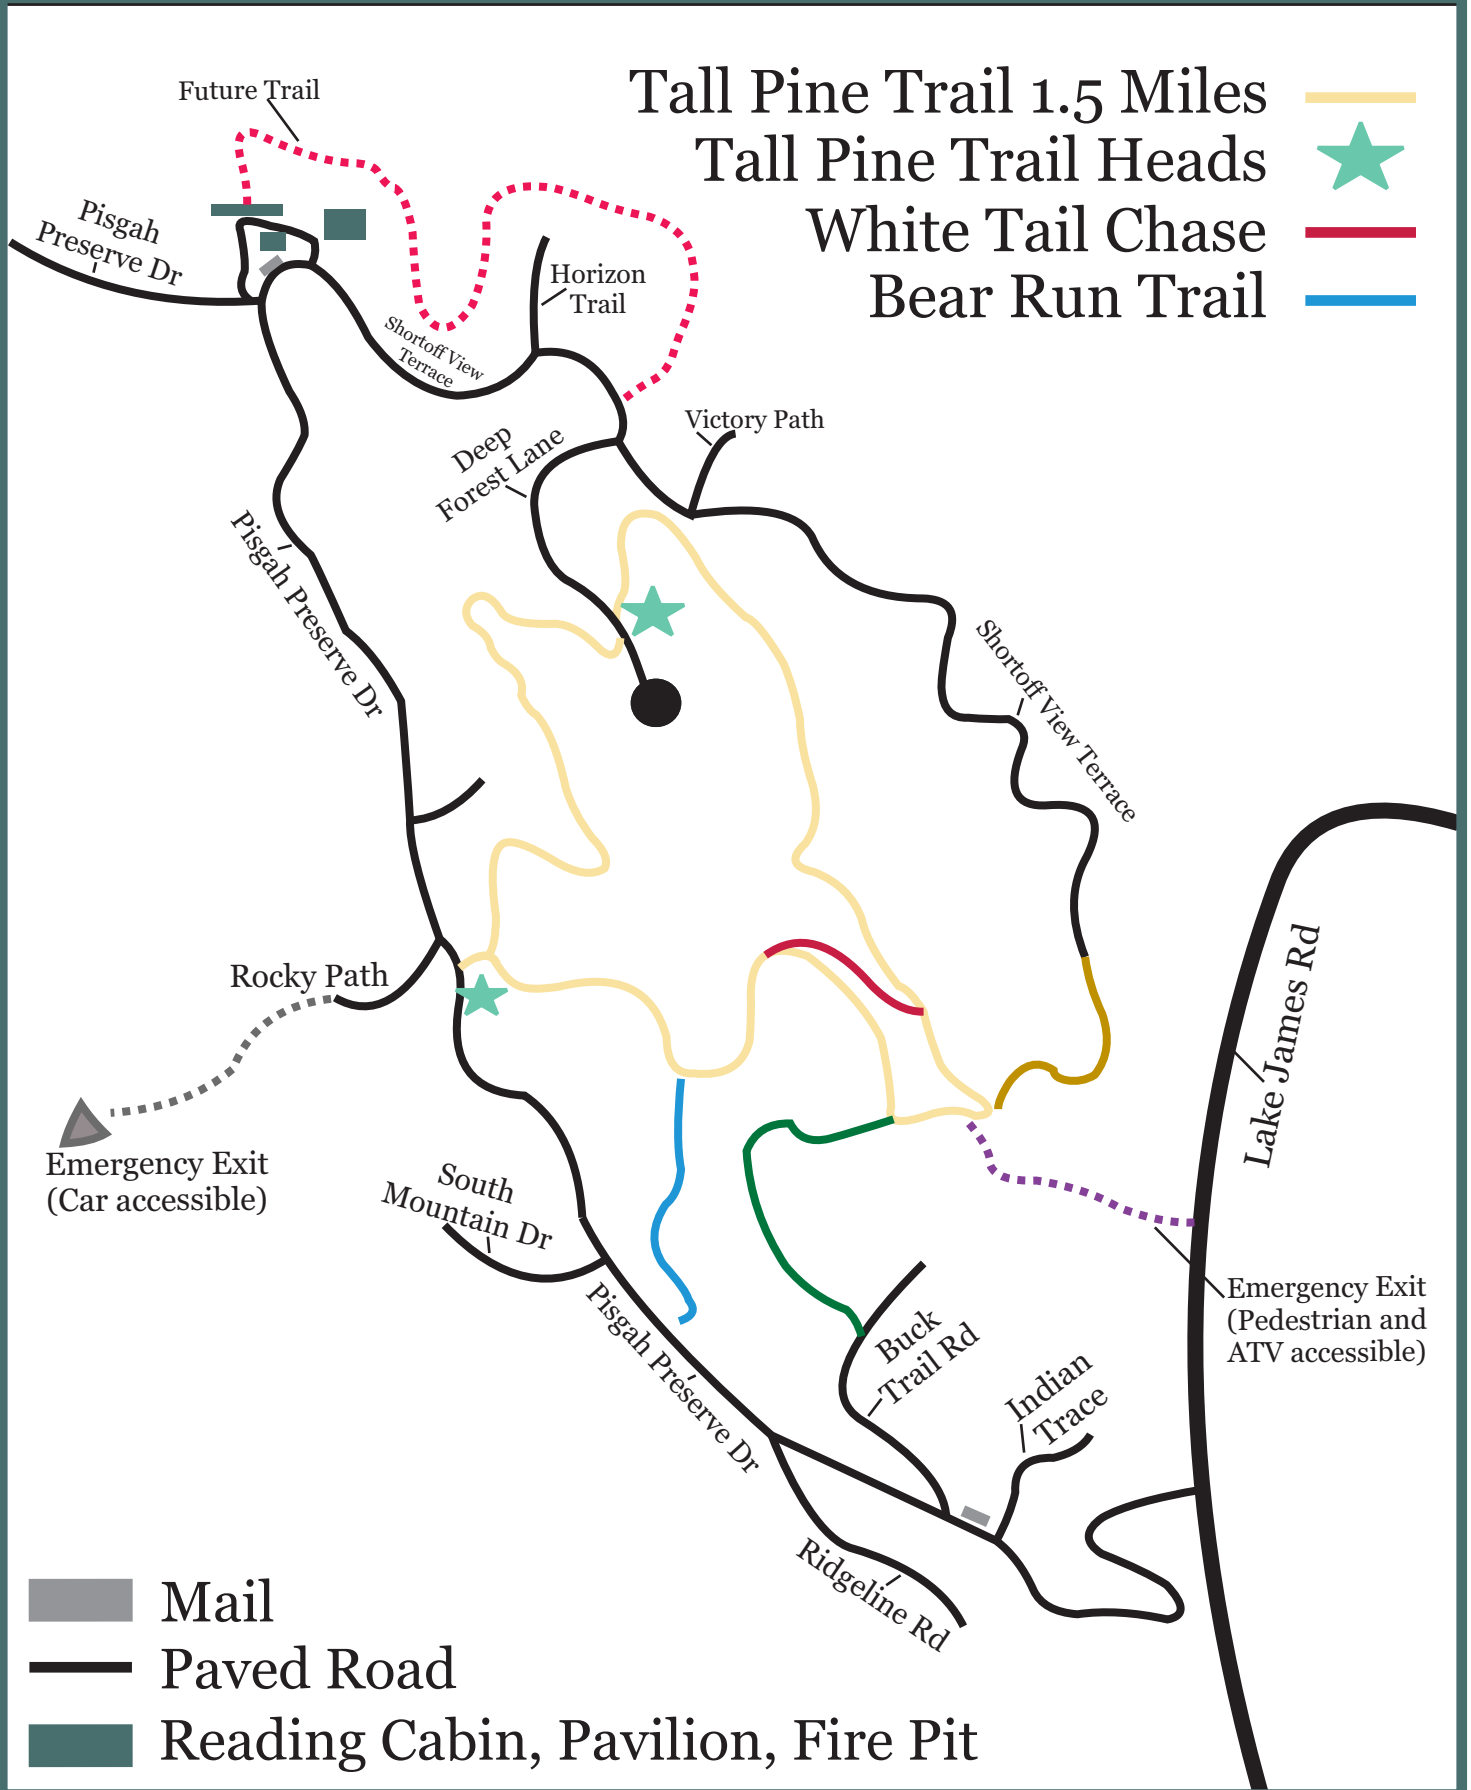 Tall Pine Trail 1.5 Miles
Tall Pine Trail Heads
White Tail Chase
Bear Run Trail
Future Trail
Pisgah
Preserve Dr
Horizon
Trail
Shortoff View
Terrace
Victory Path
Deep
Forest Lane
Pisgah Preserve Dr
Shortoff View Terrace
Rocky Path
Lake James Rd
Emergency Exit
(Car accessible)
South
Mountain Dr
Emergency Exit
(Pedestrian and
ATV accessible)
Pisgah Preserve Dr
Buck
Trail Rd
Indian
Trace
Ridgeline Rd
Mail
Paved Road
Reading Cabin, Pavilion, Fire Pit